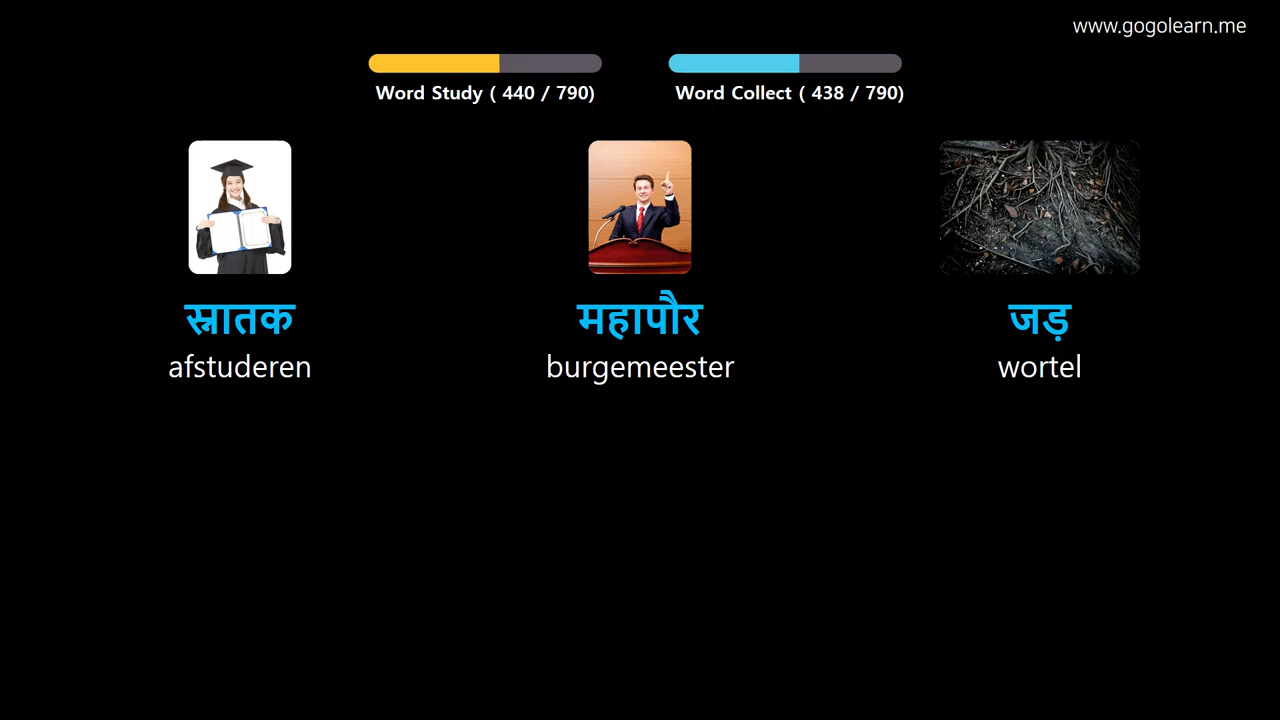 www.gogolearn.me
Word Study ( 440 / 790)
Word Collect ( 438 / 790)
स्नातक
महापौर
जड़
afstuderen
burgemeester
wortel